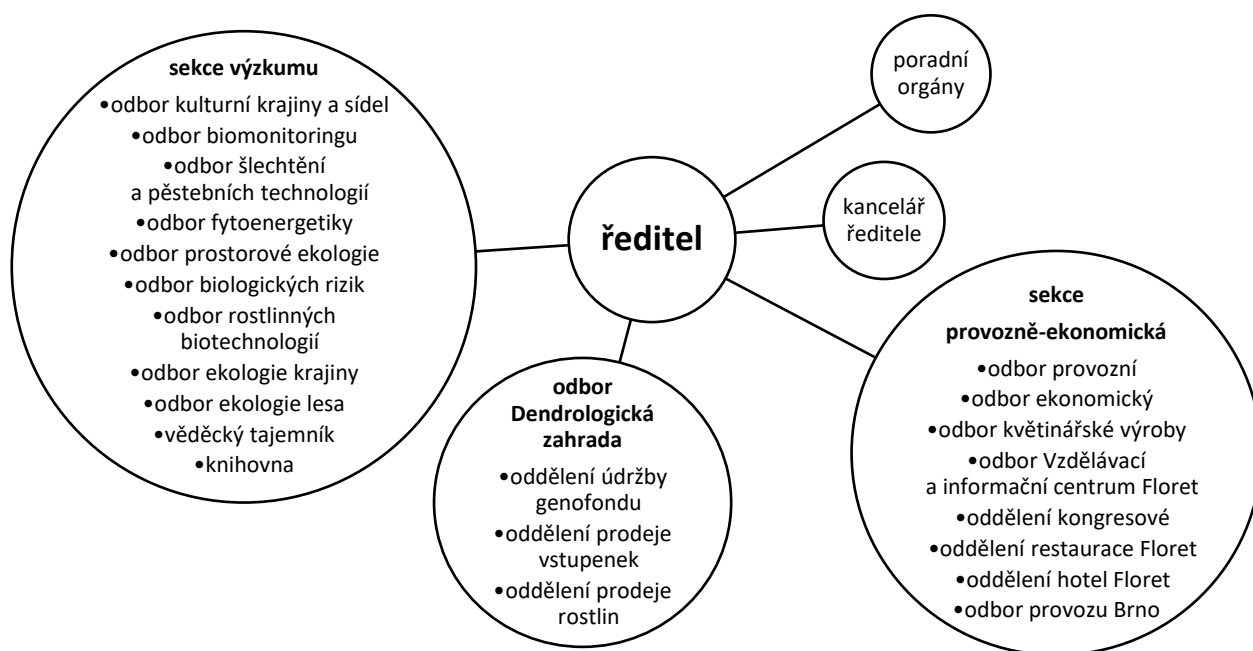 sekce výzkumu
•odbor kulturní krajiny a sídel
•odbor biomonitoringu
•odbor šlechtění
a pěstebních technologií
•odbor fytoenergetiky
•odbor prostorové ekologie
•odbor biologických rizik
•odbor rostlinných
biotechnologií
•odbor ekologie krajiny
•odbor ekologie lesa
•věděcký tajemník
•knihovna
ředitel
poradní
orgány
kancelář
ředitele
odbor
Dendrologická
zahrada
•oddělení údržby
genofondu
•oddělení prodeje
vstupenek
•oddělení prodeje
rostlin
sekce
provozně-ekonomická
•odbor provozní
•odbor ekonomický
•odbor květinářské výroby
•odbor Vzdělávací
a informační centrum Floret
•oddělení kongresové
•oddělení restaurace Floret
•oddělení hotel Floret
•odbor provozu Brno